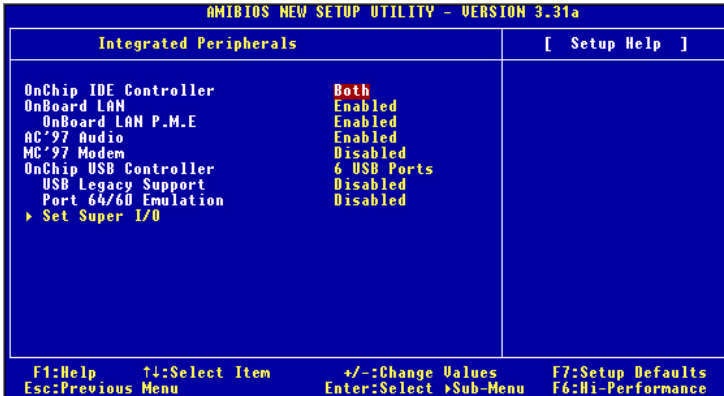 AMIBIOS NEW SETUP UTILITY - VERSION 3.31a
Integrated Peripherals
[ Setup Help ]
OnChip IDE Controller Both
OnBoard LAN Enabled
OnBoard LAN P.M.E Enabled
AC'97 Audio Enabled
MC'97 Modem Disabled
OnChip USB Controller 6 USB Ports
USB Legacy Support Disabled
Port 64/60 Emulation Disabled
▸ Set Super I/O
F1:Help ↑↓:Select Item +/-:Change Values F7:Setup Defaults
Esc:Previous Menu Enter:Select ▸Sub-Menu F6:Hi-Performance